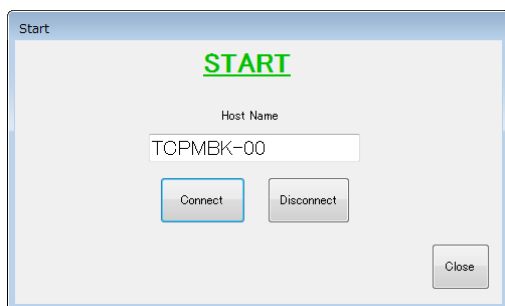 Start
START
Host Name
TCPMBK-00
Connect Disconnect
Close